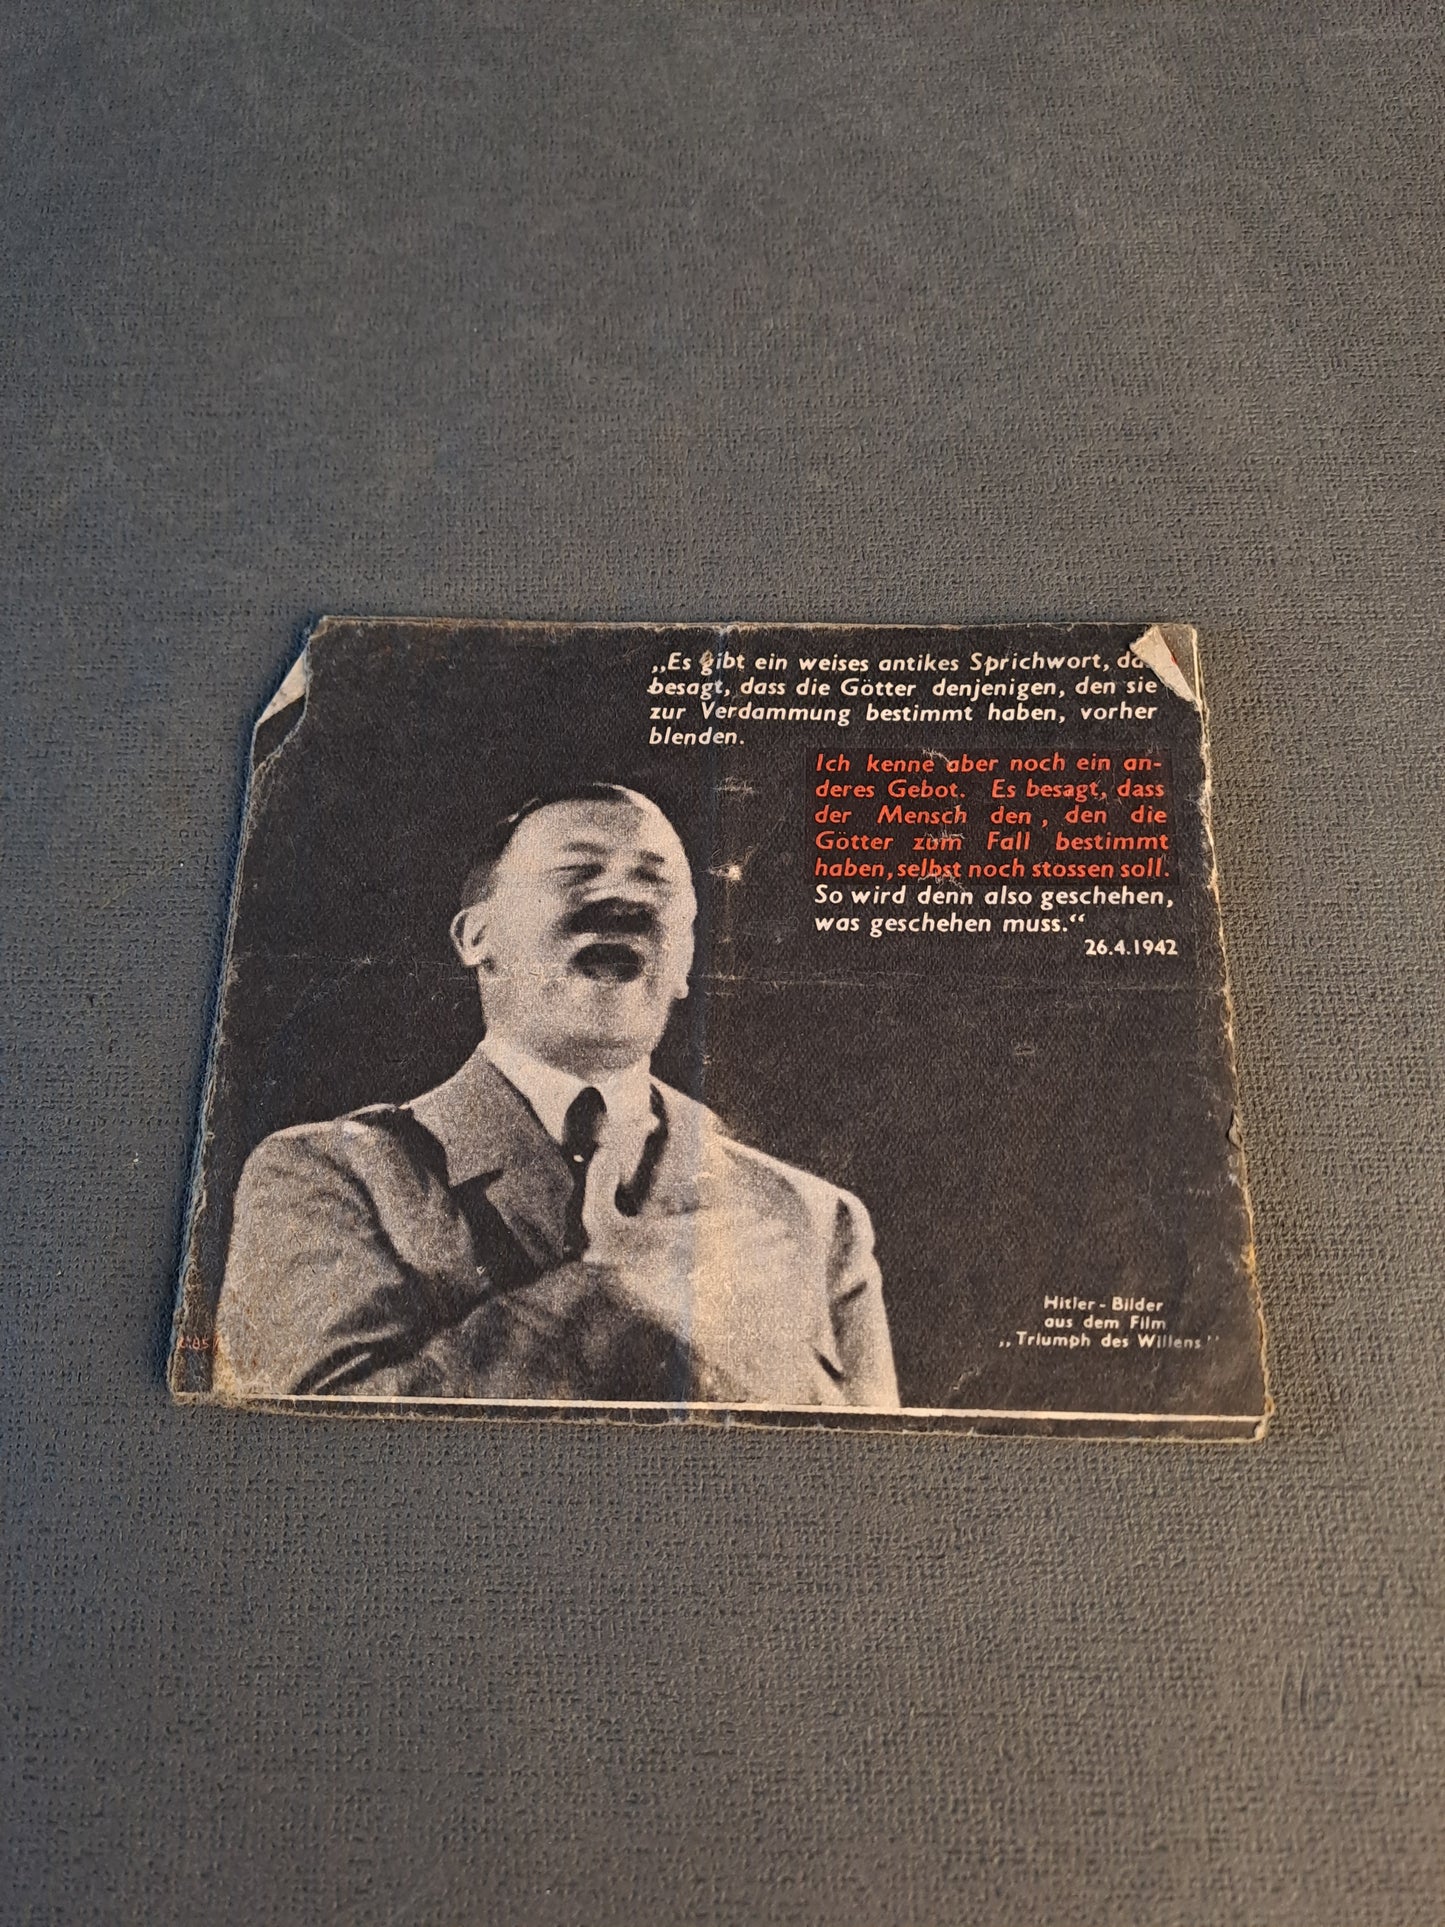 „Es gibt ein weises antikes Sprichwort,
besagt, dass die Götter denjenigen, den sie
zur Verdammung bestimmt haben, vorher
blenden.
Ich kenne aber noch ein an-
deres Gebot. Es besagt, dass
der Mensch den, den die
Götter zum Fall bestimmt
haben, selbst noch stossen soll.
So wird denn also geschehen,
was geschehen muss.“
26.4.1942
Hitler - Bilder
aus dem Film
„Triumph des Willens“